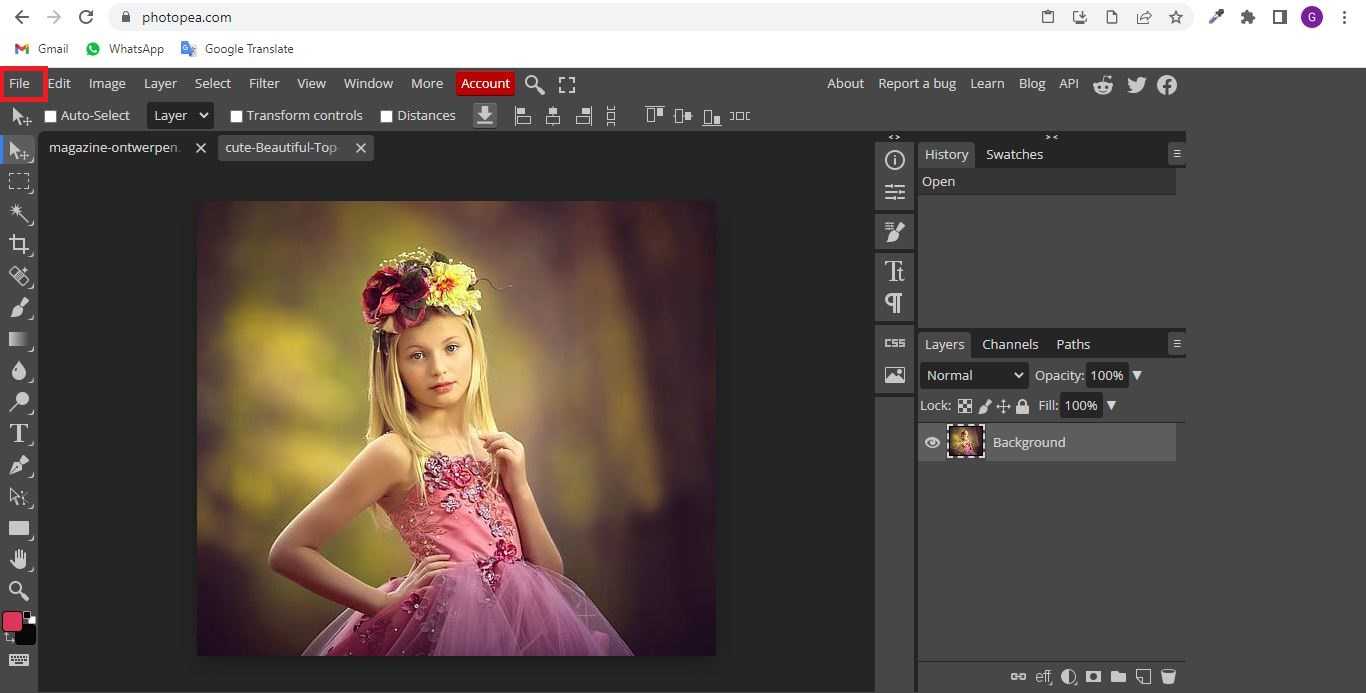 photopea.com
G
Gmail WhatsApp Google Translate
File Edit Image Layer Select Filter View Window More Account About Report a bug Learn Blog API
Auto-Select Layer Transform controls Distances
magazine-ontwerpen. cute-Beautiful-Top-
History Swatches
Open
Tt
CSS
Layers Channels Paths
Normal Opacity: 100%
Lock: Fill: 100%
Background
T
eff